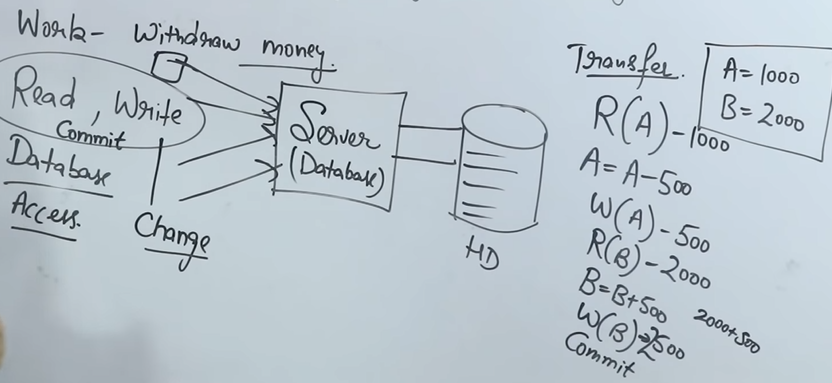 Work - Withdraw money.
Read, Write
Commit
Database
Access.
Change
Server
(Database)
HD
Transfer.
A = 1000
B = 2000
R(A) - 1000
A = A - 500
W(A) - 500
R(B) - 2000
B = B + 500
2000+500
W(B) → 2500
Commit